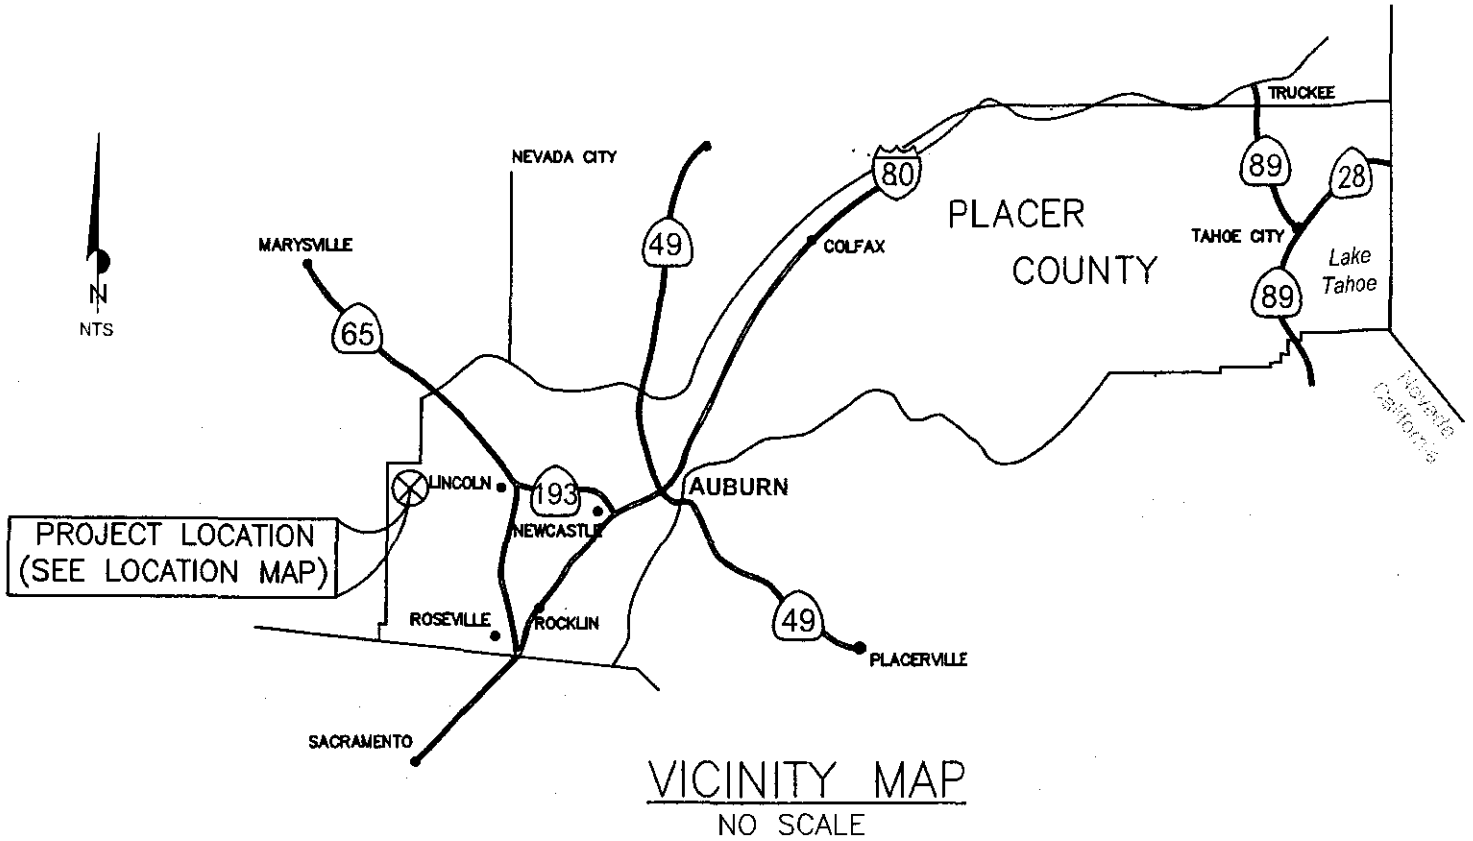 TRUCKEE
NEVADA CITY
89
28
80
PLACER
COUNTY
49
MARYSVILLE
COLFAX
TAHOE CITY
Lake
Tahoe
N
NTS
65
89
Nevada
California
LINCOLN
193
AUBURN
NEWCASTLE
PROJECT LOCATION
(SEE LOCATION MAP)
ROSEVILLE
ROCKLIN
49
PLACERVILLE
SACRAMENTO
VICINITY MAP
NO SCALE